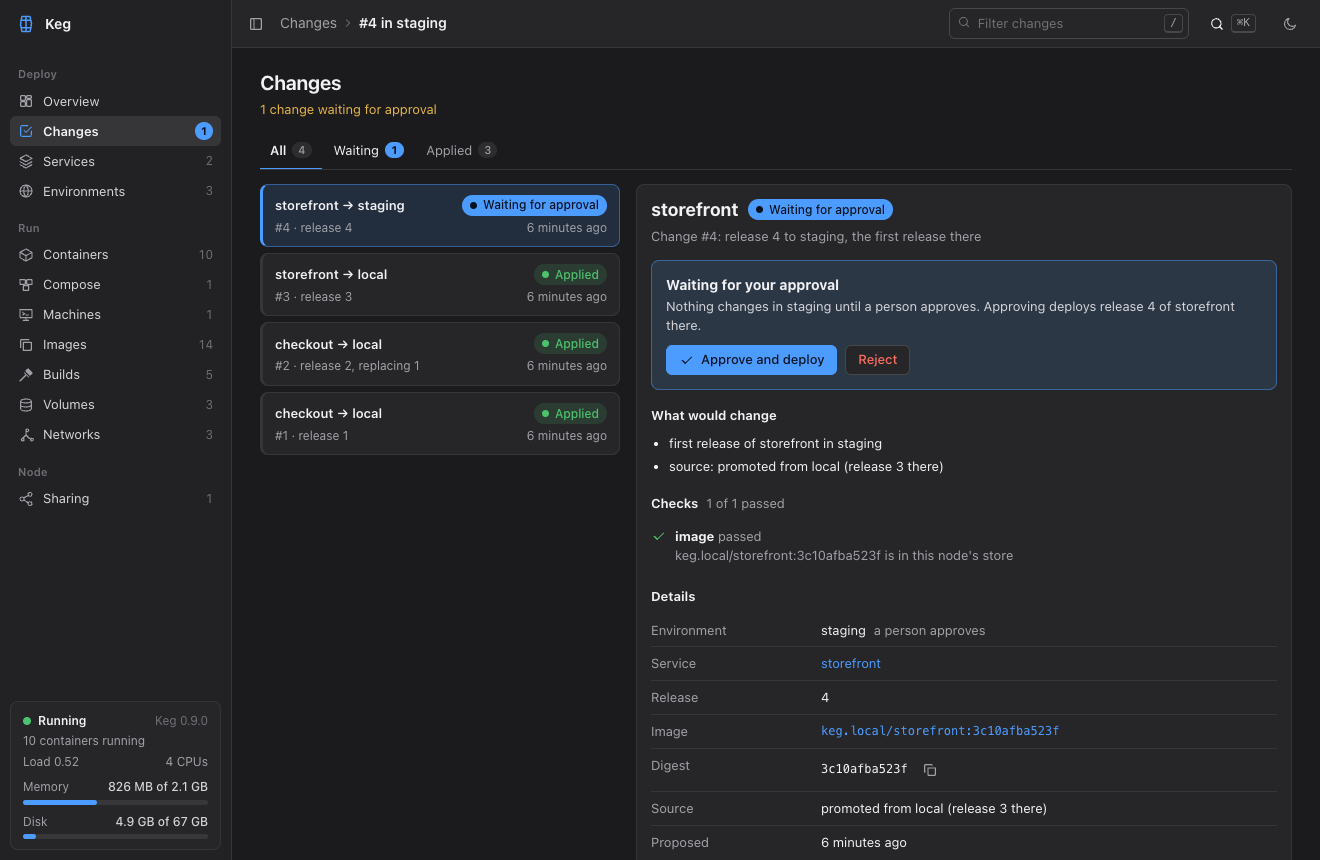 Keg
Changes › #4 in staging
Filter changes /
⌘K
Deploy
Overview
Changes 1
Services 2
Environments 3
Run
Containers 10
Compose 1
Machines 1
Images 14
Builds 5
Volumes 3
Networks 3
Node
Sharing 1
Running Keg 0.9.0
10 containers running
Load 0.52 4 CPUs
Memory 826 MB of 2.1 GB
Disk 4.9 GB of 67 GB
Changes
1 change waiting for approval
All 4 Waiting 1 Applied 3
storefront → staging Waiting for approval
#4 · release 4 6 minutes ago
storefront → local Applied
#3 · release 3 6 minutes ago
checkout → local Applied
#2 · release 2, replacing 1 6 minutes ago
checkout → local Applied
#1 · release 1 6 minutes ago
storefront Waiting for approval
Change #4: release 4 to staging, the first release there
Waiting for your approval
Nothing changes in staging until a person approves. Approving deploys release 4 of storefront
there.
Approve and deploy Reject
What would change
• first release of storefront in staging
• source: promoted from local (release 3 there)
Checks 1 of 1 passed
image passed
keg.local/storefront:3c10afba523f is in this node's store
Details
Environment staging a person approves
Service storefront
Release 4
Image keg.local/storefront:3c10afba523f
Digest 3c10afba523f
Source promoted from local (release 3 there)
Proposed 6 minutes ago